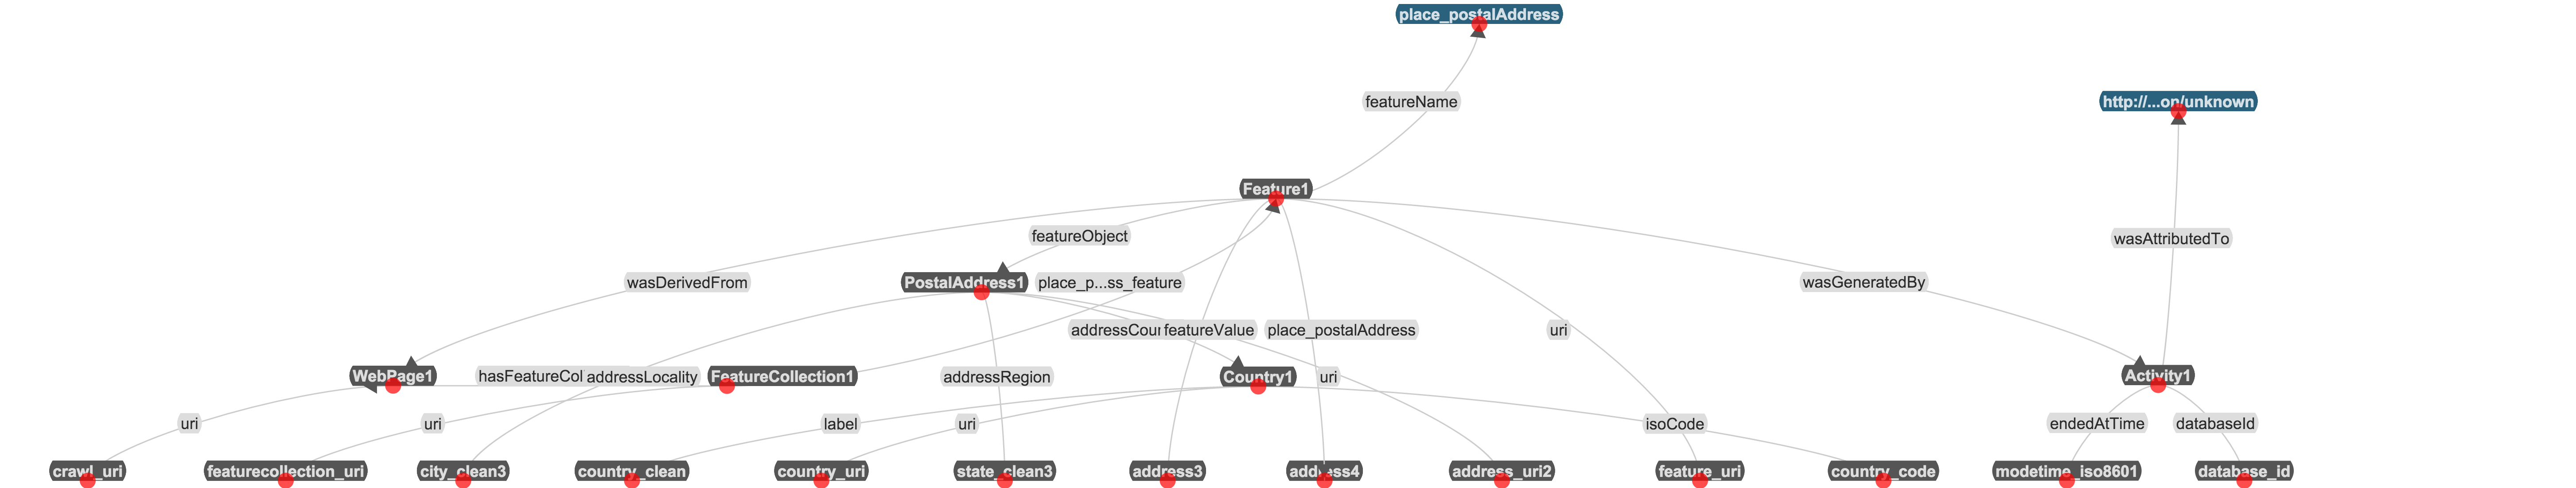 place_postalAddress
featureName
http://...on/unknown
Feature1
featureObject
wasAttributedTo
wasDerivedFrom
PostalAddress1
place_p...ss_feature
wasGeneratedBy
addressCou
featureValue
place_postalAddress
uri
WebPage1
hasFeatureCol
addressLocality
FeatureCollection1
addressRegion
Country1
uri
Activity1
uri
uri
label
uri
isoCode
endedAtTime
databaseId
crawl_uri
featurecollection_uri
city_clean3
country_clean
country_uri
state_clean3
address3
address4
address_uri2
feature_uri
country_code
modetime_iso8601
database_id